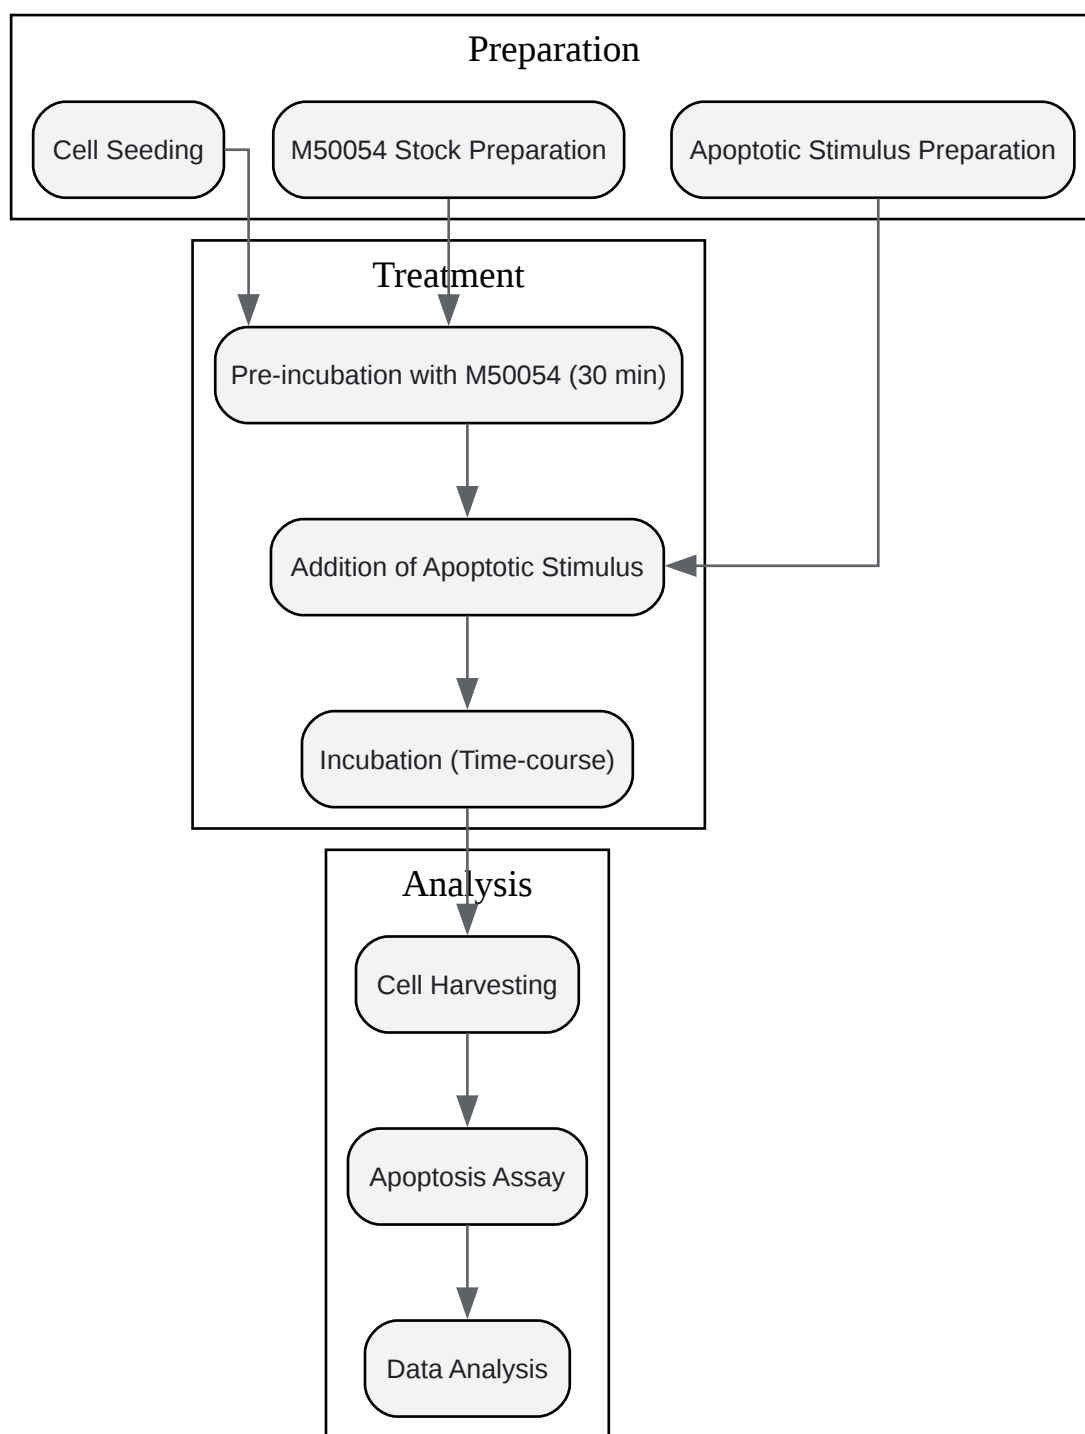 Preparation
Cell Seeding
M50054 Stock Preparation
Apoptotic Stimulus Preparation
Treatment
Pre-incubation with M50054 (30 min)
Addition of Apoptotic Stimulus
Incubation (Time-course)
Analysis
Cell Harvesting
Apoptosis Assay
Data Analysis